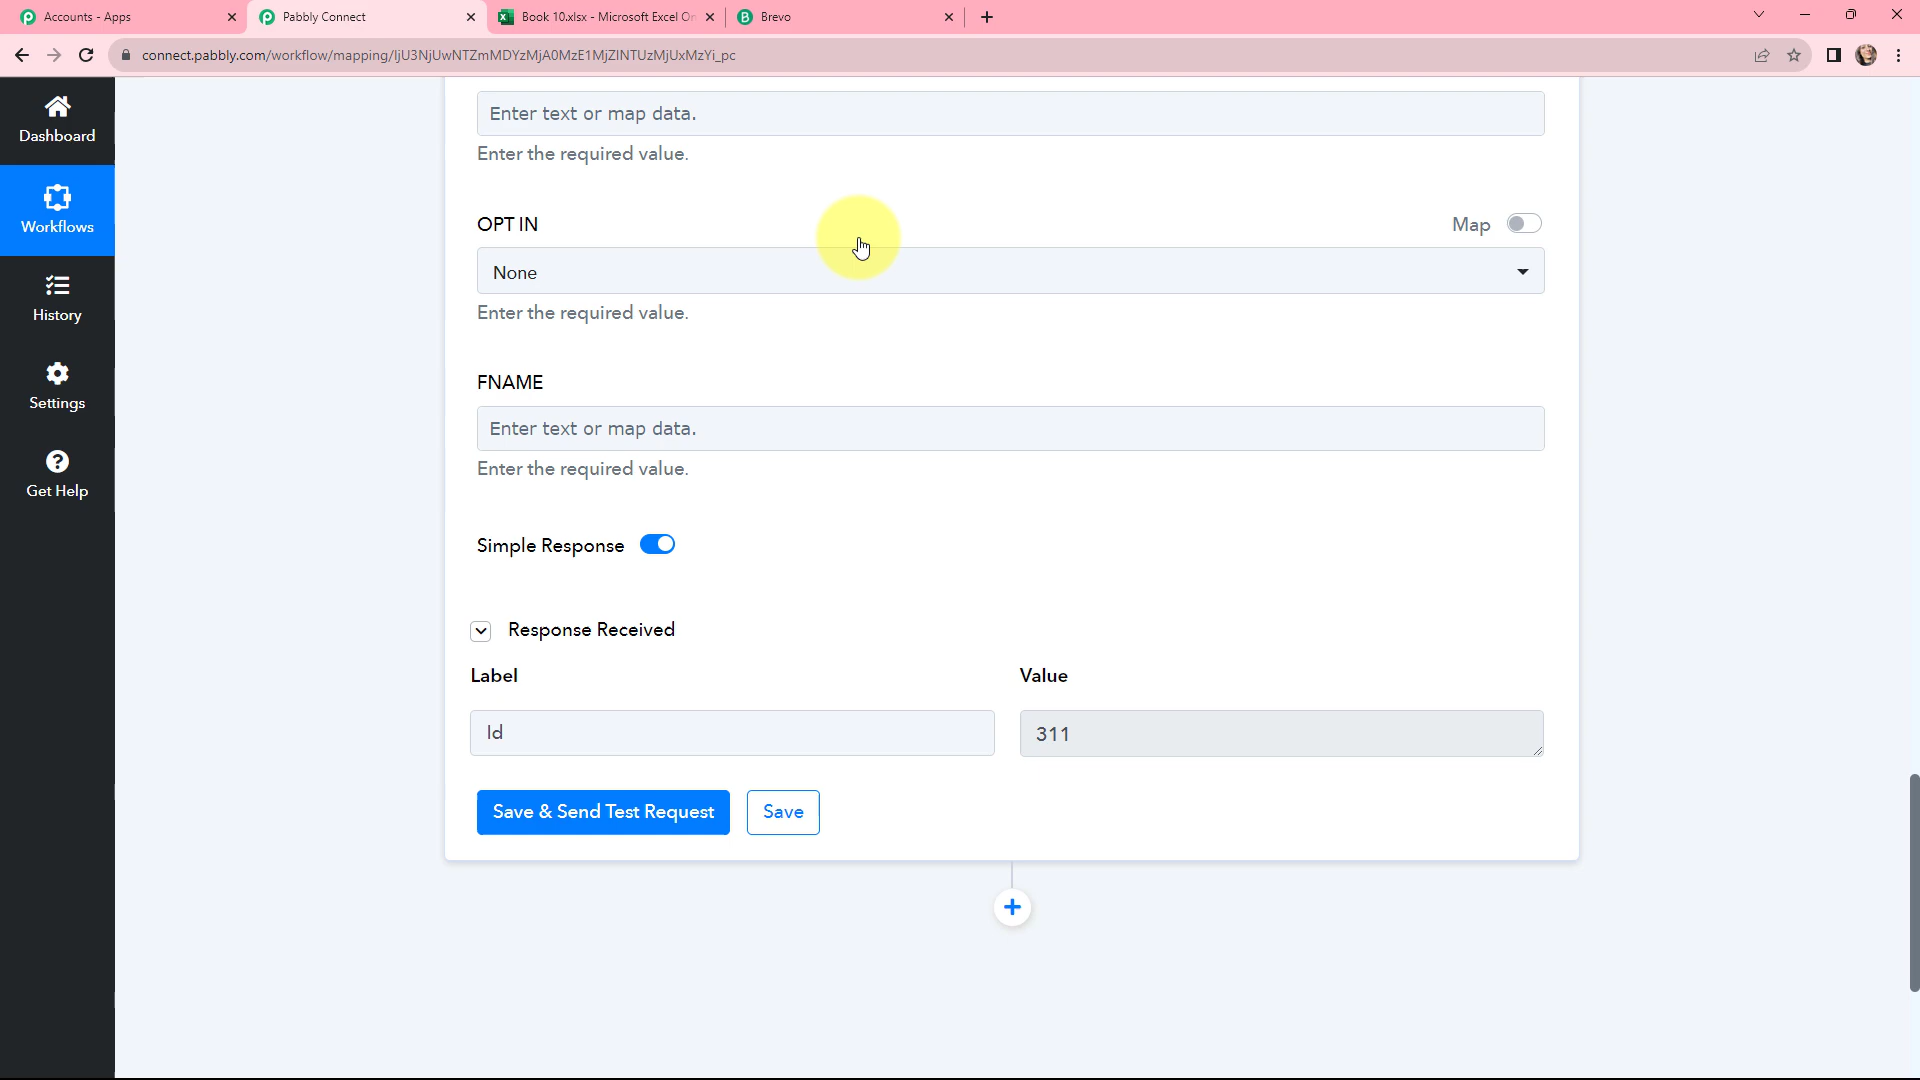 Accounts - Apps
Pabbly Connect
Book 10.xlsx - Microsoft Excel On
Brevo
connect.pabbly.com/workflow/mapping/IjU3NjUwNTZmMDYzMjA0MzE1MjZlNTUzMjUxMzYi_pc
Dashboard
Workflows
History
Settings
Get Help
Enter text or map data.
Enter the required value.
OPT IN
Map
None
Enter the required value.
FNAME
Enter text or map data.
Enter the required value.
Simple Response
Response Received
Label
Value
Id
311
Save & Send Test Request
Save